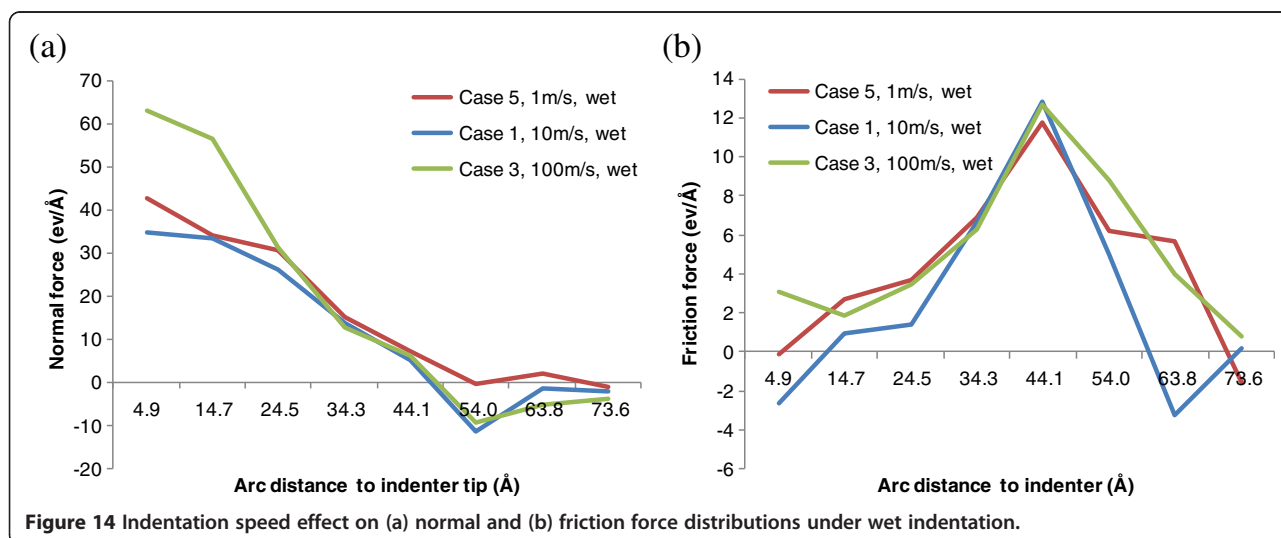 (a)
70
60
50
40
30
20
10
0
-10
-20
Normal force (ev/Å)
Case 5, 1m/s, wet
Case 1, 10m/s, wet
Case 3, 100m/s, wet
4.9 14.7 24.5 34.3 44.1 54.0 63.8 73.6
Arc distance to indenter tip (Å)
(b)
14
12
10
8
6
4
2
0
-2
-4
-6
Friction force (ev/Å)
Case 5, 1m/s, wet
Case 1, 10m/s, wet
Case 3, 100m/s, wet
4.9 14.7 24.5 34.3 44.1 54.0 63.8 73.6
Arc distance to indenter (Å)
Figure 14 Indentation speed effect on (a) normal and (b) friction force distributions under wet indentation.